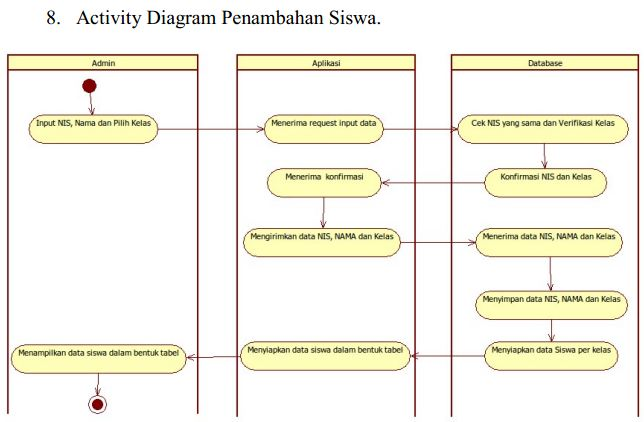 8. Activity Diagram Penambahan Siswa.
Admin
Aplikasi
Database
Input NIS, Nama dan Pilih Kelas
Menerima request input data
Cek NIS yang sama dan Verifikasi Kelas
Menerima konfirmasi
Konfirmasi NIS dan Kelas
Mengirimkan data NIS, NAMA dan Kelas
Menerima data NIS, NAMA dan Kelas
Menyimpan data NIS, NAMA dan Kelas
Menampilkan data siswa dalam bentuk tabel
Menyiapkan data siswa dalam bentuk tabel
Menyiapkan data Siswa per kelas